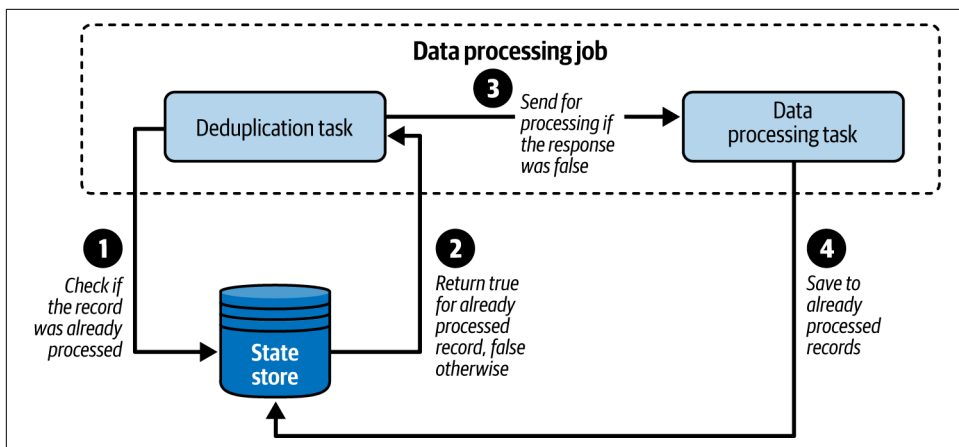 Data processing job
Deduplication task
3
Send for
processing if
the response
was false
Data
processing task
1
Check if
the record
was already
processed
2
Return true
for already
processed
record, false
otherwise
4
Save to
already
processed
records
State
store